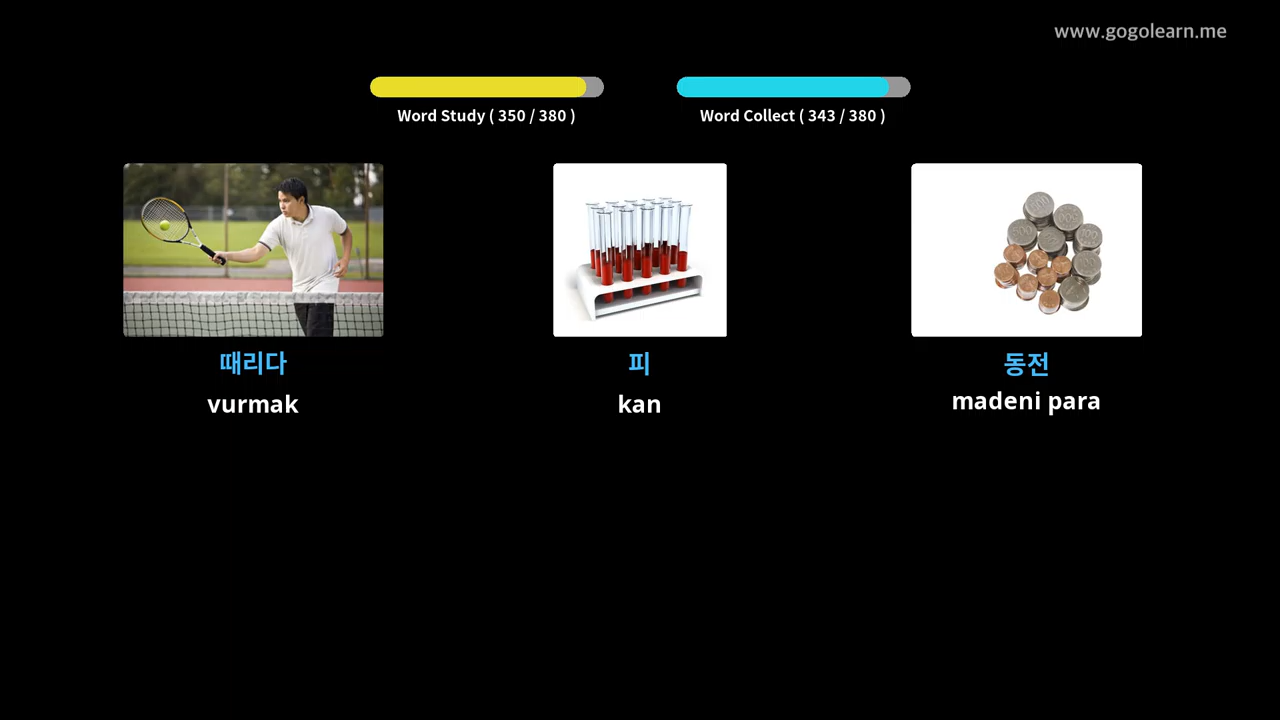 www.gogolearn.me
Word Study ( 350 / 380 )
Word Collect ( 343 / 380 )
때리다
피
동전
vurmak
kan
madeni para